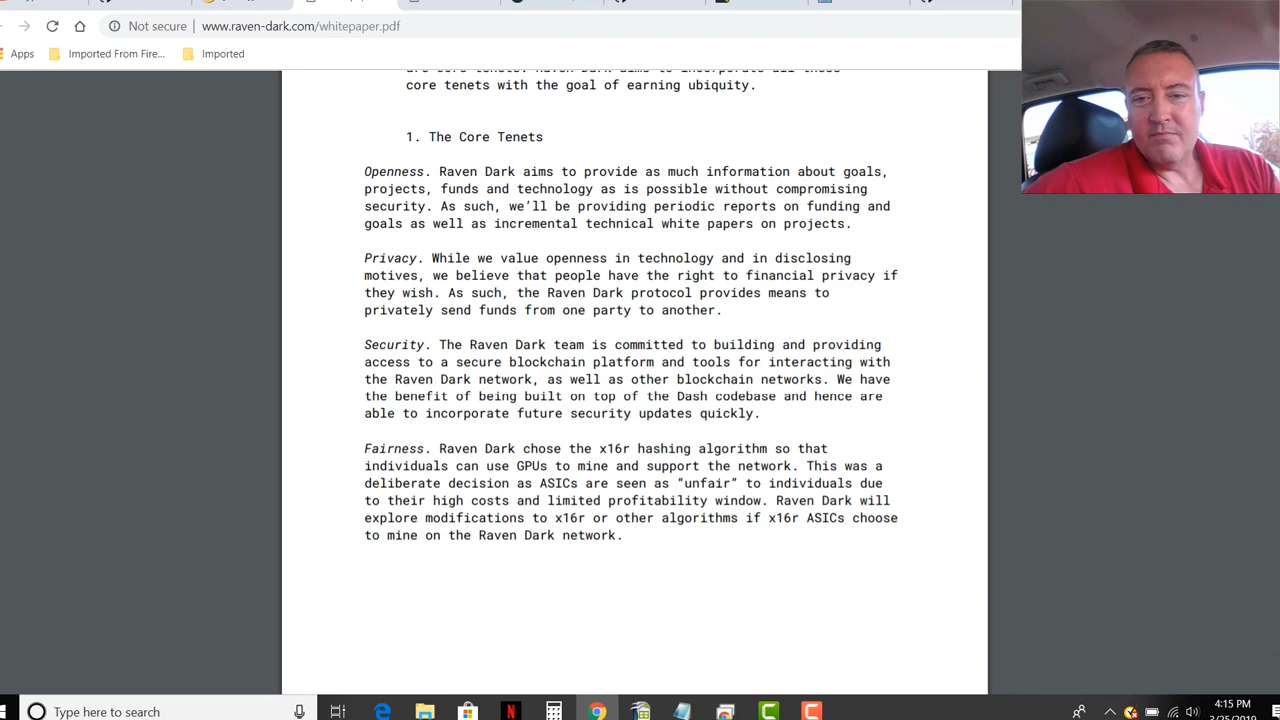 Not secure | www.raven-dark.com/whitepaper.pdf
Apps Imported From Fire... Imported
core tenets. Raven Dark aims to incorporate all these
core tenets with the goal of earning ubiquity.
1. The Core Tenets
Openness. Raven Dark aims to provide as much information about goals,
projects, funds and technology as is possible without compromising
security. As such, we’ll be providing periodic reports on funding and
goals as well as incremental technical white papers on projects.
Privacy. While we value openness in technology and in disclosing
motives, we believe that people have the right to financial privacy if
they wish. As such, the Raven Dark protocol provides means to
privately send funds from one party to another.
Security. The Raven Dark team is committed to building and providing
access to a secure blockchain platform and tools for interacting with
the Raven Dark network, as well as other blockchain networks. We have
the benefit of being built on top of the Dash codebase and hence are
able to incorporate future security updates quickly.
Fairness. Raven Dark chose the x16r hashing algorithm so that
individuals can use GPUs to mine and support the network. This was a
deliberate decision as ASICs are seen as “unfair” to individuals due
to their high costs and limited profitability window. Raven Dark will
explore modifications to x16r or other algorithms if x16r ASICs choose
to mine on the Raven Dark network.
Type here to search
4:15 PM
2/25/2019